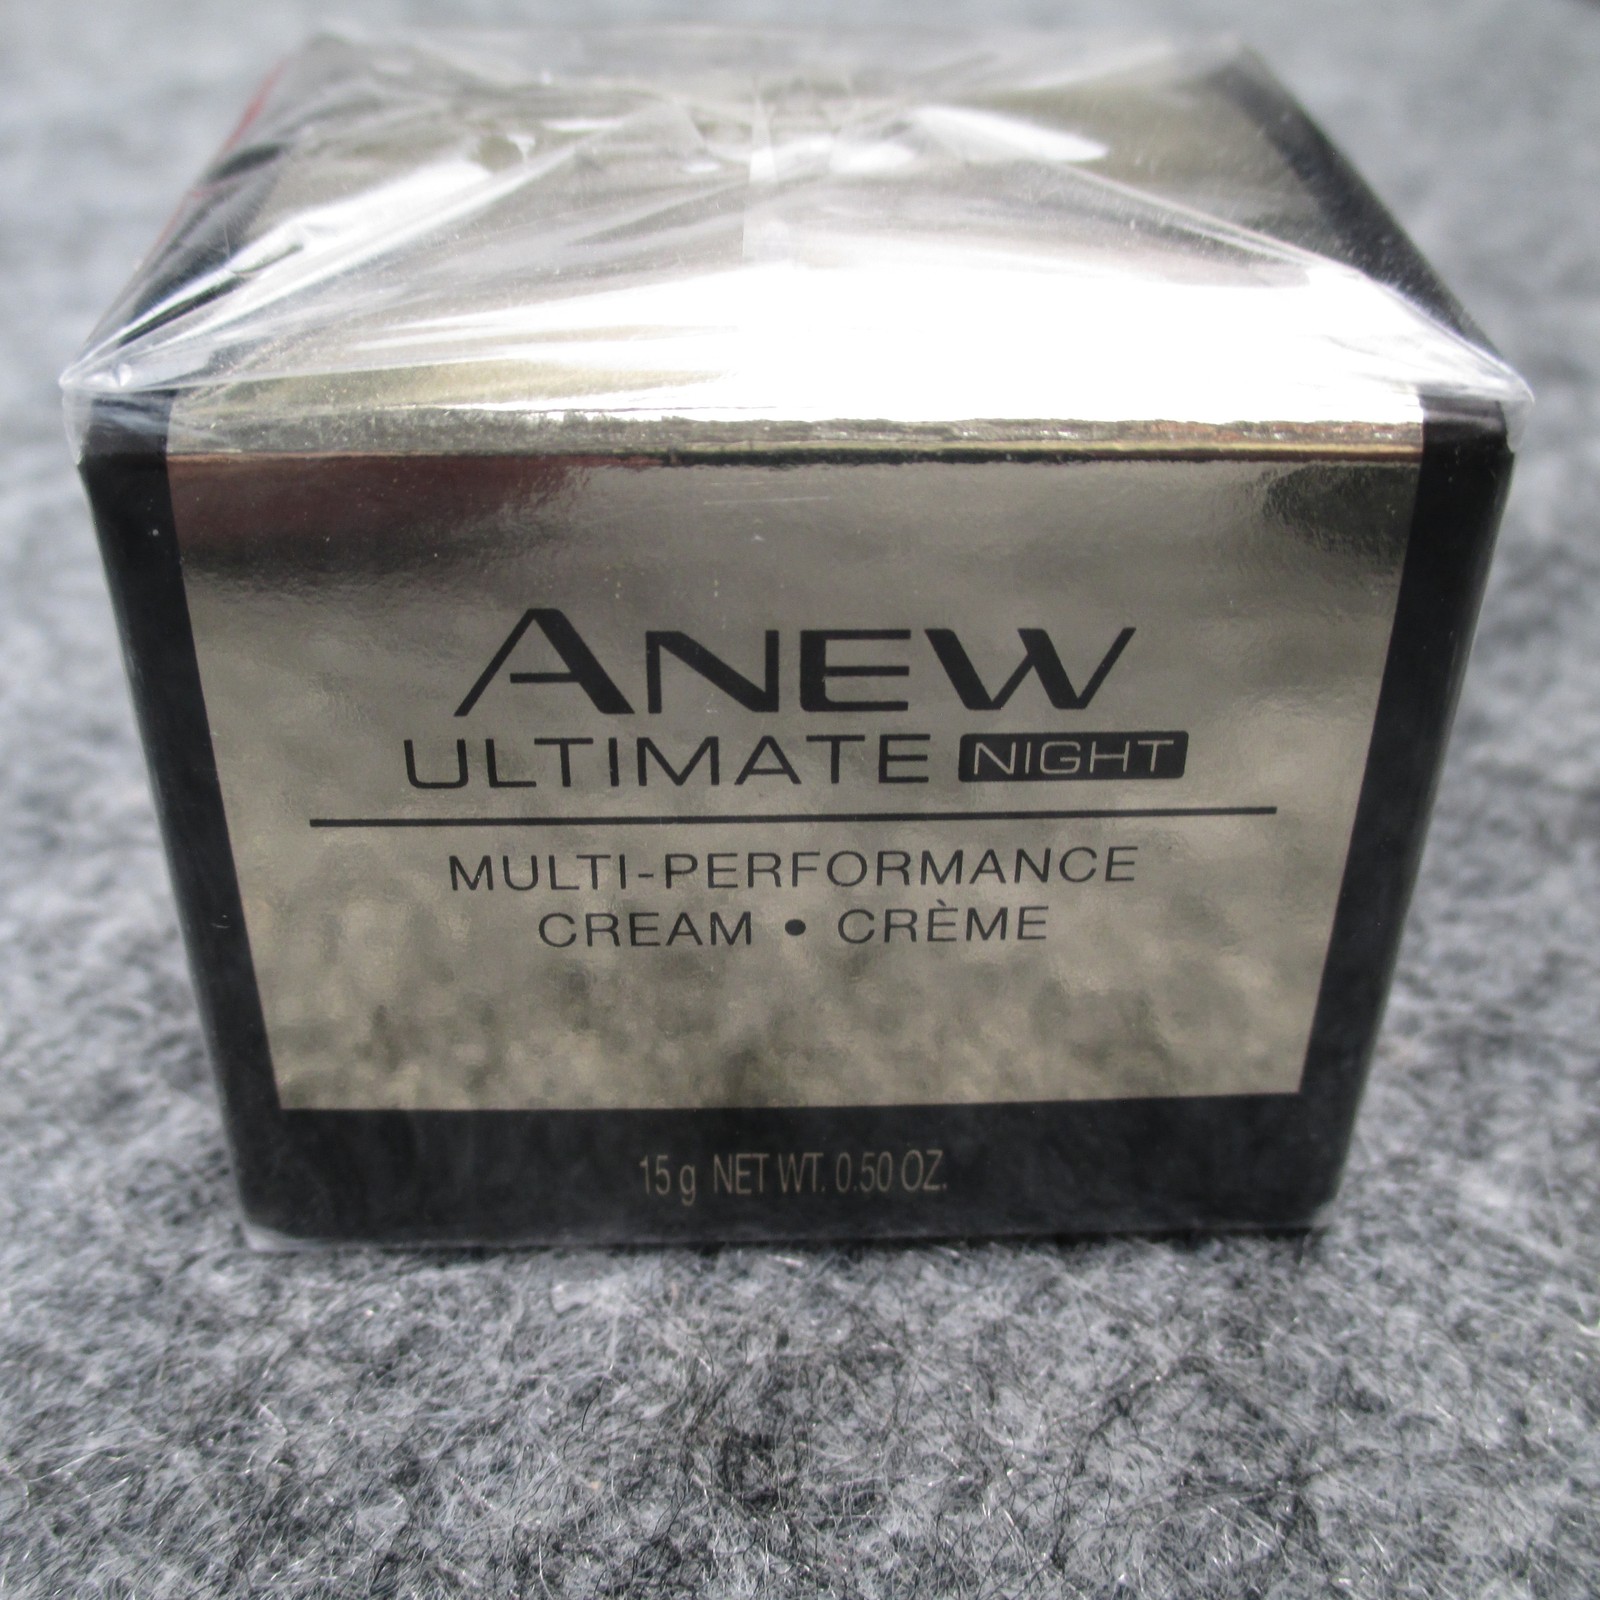 ANEW
ULTIMATE NIGHT
MULTI-PERFORMANCE
CREAM • CRÈME
15 g NET WT. 0.50 OZ.